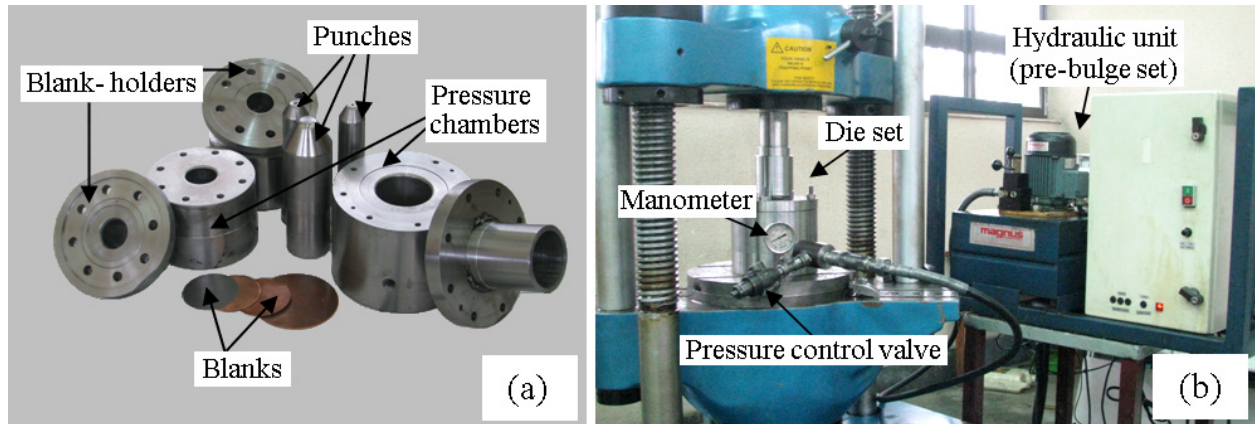 Punches
Blank- holders
Pressure
chambers
Blanks
(a)
CAUTION
Hydraulic unit
(pre-bulge set)
Die set
Manometer
magnus
Pressure control valve
(b)